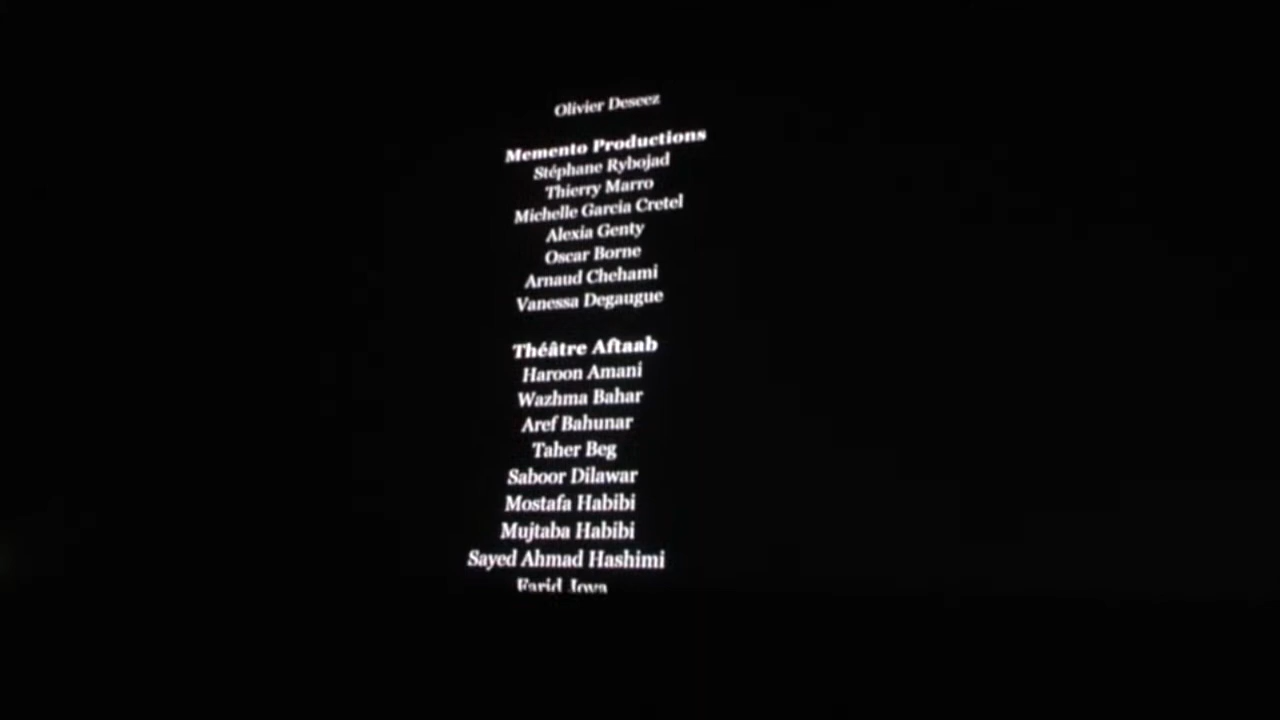 Olivier Deseez
Memento Productions
Stéphane Rybojad
Thierry Marro
Michelle Garcia Cretel
Alexia Genty
Oscar Borne
Arnaud Chehami
Vanessa Degaugue
Théâtre Aftaab
Haroon Amani
Wazhma Bahar
Aref Bahunar
Taher Beg
Saboor Dilawar
Mostafa Habibi
Mujtaba Habibi
Sayed Ahmad Hashimi
Farid Joya